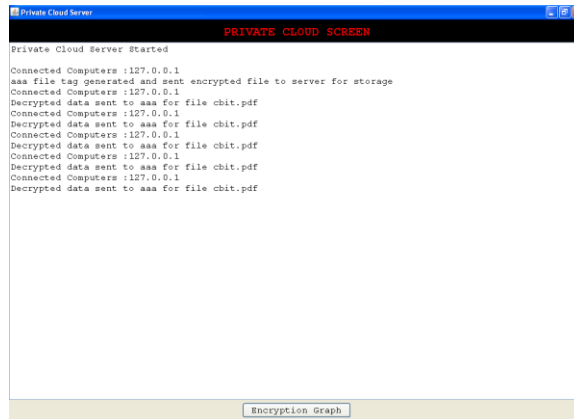 Private Cloud Server
PRIVATE CLOUD SCREEN
Private Cloud Server Started
Connected Computers :127.0.0.1
aaa file tag generated and sent encrypted file to server for storage
Connected Computers :127.0.0.1
Decrypted data sent to aaa for file cbit.pdf
Connected Computers :127.0.0.1
Decrypted data sent to aaa for file cbit.pdf
Connected Computers :127.0.0.1
Decrypted data sent to aaa for file cbit.pdf
Connected Computers :127.0.0.1
Decrypted data sent to aaa for file cbit.pdf
Connected Computers :127.0.0.1
Decrypted data sent to aaa for file cbit.pdf
Encryption Graph